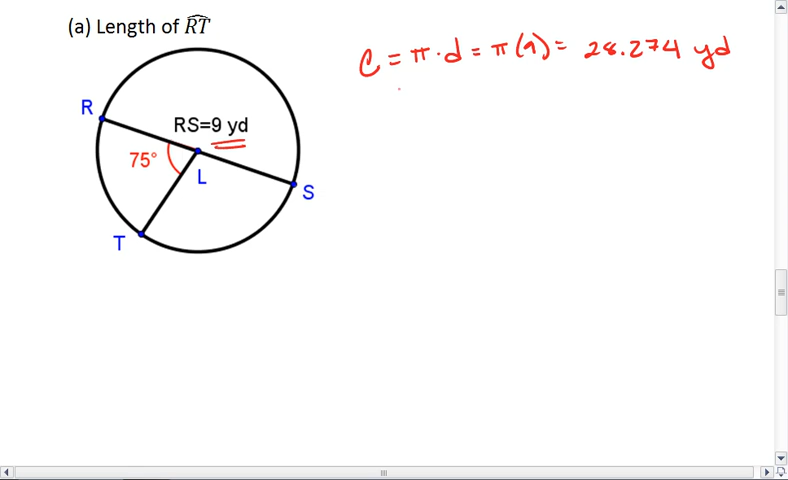 (a) Length of R͡T
C = π · d = π(9) = 28.274 yd
R
RS=9 yd
75°
L
S
T